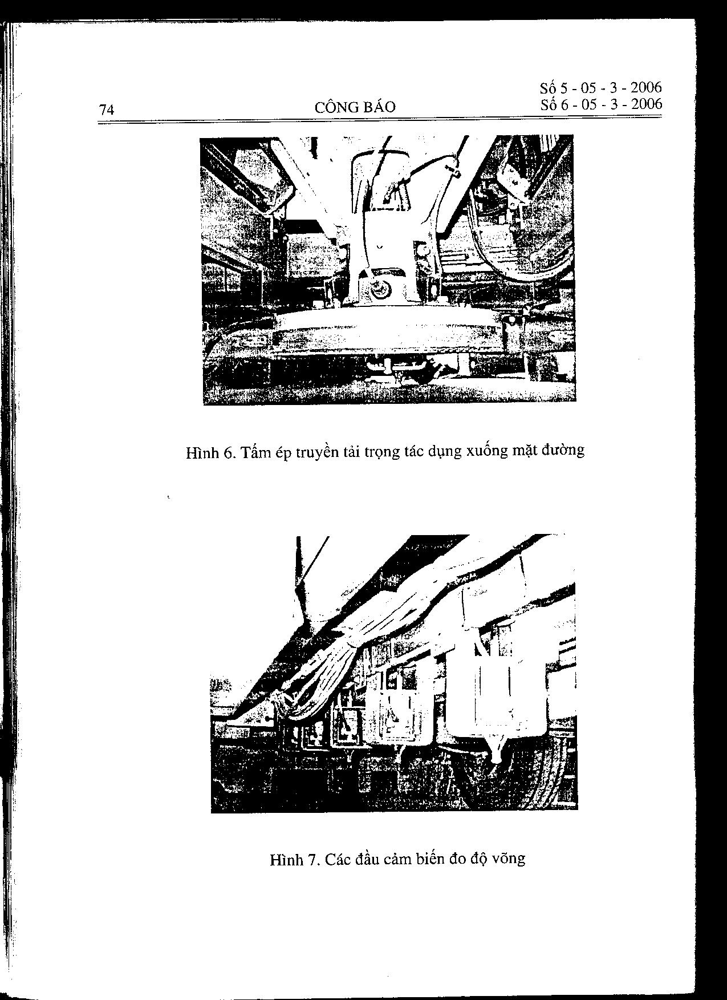 Số 5 - 05 - 3 - 2006
74 CÔNG BÁO Số 6 - 05 - 3 - 2006
Hình 6. Tấm ép truyền tải trọng tác dụng xuống mặt đường
Hình 7. Các đầu cảm biến đo độ võng